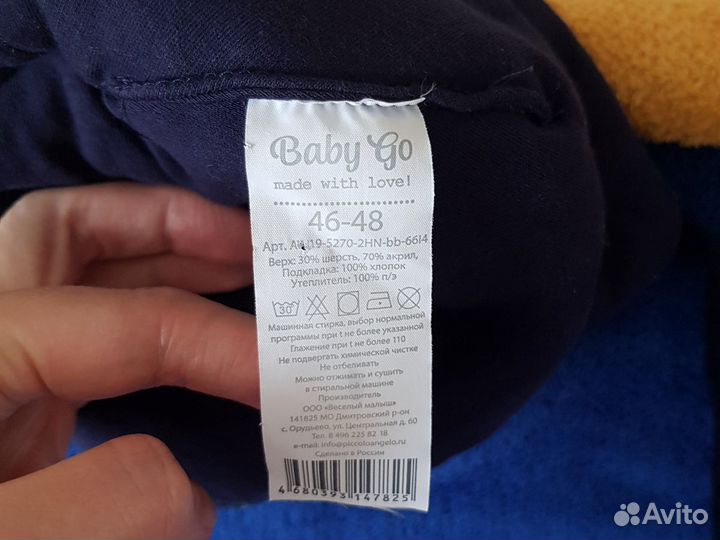 Baby Go
made with love!
46-48
Верх: 30% шерсть, 70% акрил,
Подкладка: 100% хлопок
Утеплитель: 100% п/э
30°
Машинная стирка, выбор нормальной
программы при t не более указанной
Глажение при t не более 110
Не подвергать химической чистке
Не отбеливать
Можно отжимать и сушить
в стиральной машине
Производитель
ООО «Веселый малыш»
141825 МО Дмитровский р-он
с. Орудьево, ул. Центральная д. 60
Тел. 8 496 225 82 18
e-mail: info@piccoloangelo.ru
Сделано в России
4 680393 147825
Avito